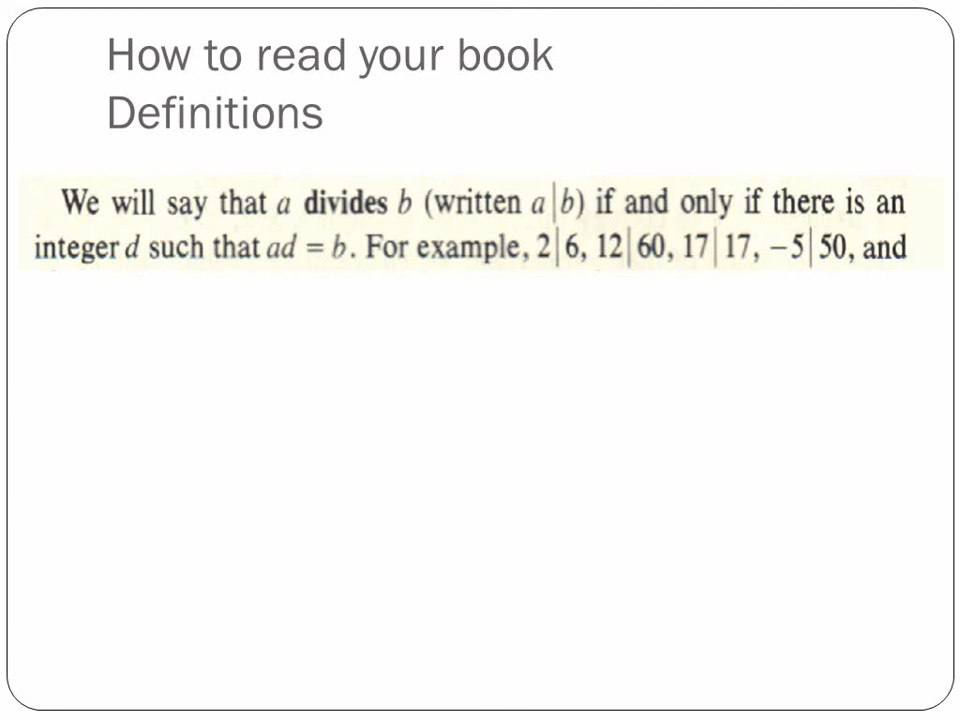 How to read your book
Definitions
We will say that a divides b (written a|b) if and only if there is an
integer d such that ad = b. For example, 2|6, 12|60, 17|17, −5|50, and